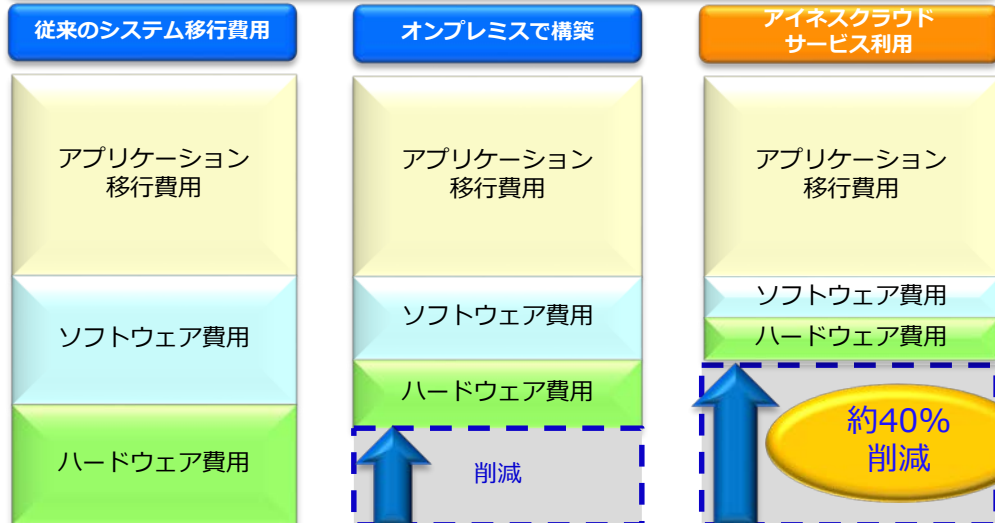 従来のシステム移行費用
アプリケーション
移行費用
ソフトウェア費用
ハードウェア費用
オンプレミスで構築
アプリケーション
移行費用
ソフトウェア費用
ハードウェア費用
削減
アイネスクラウド
サービス利用
アプリケーション
移行費用
ソフトウェア費用
ハードウェア費用
約40%
削減